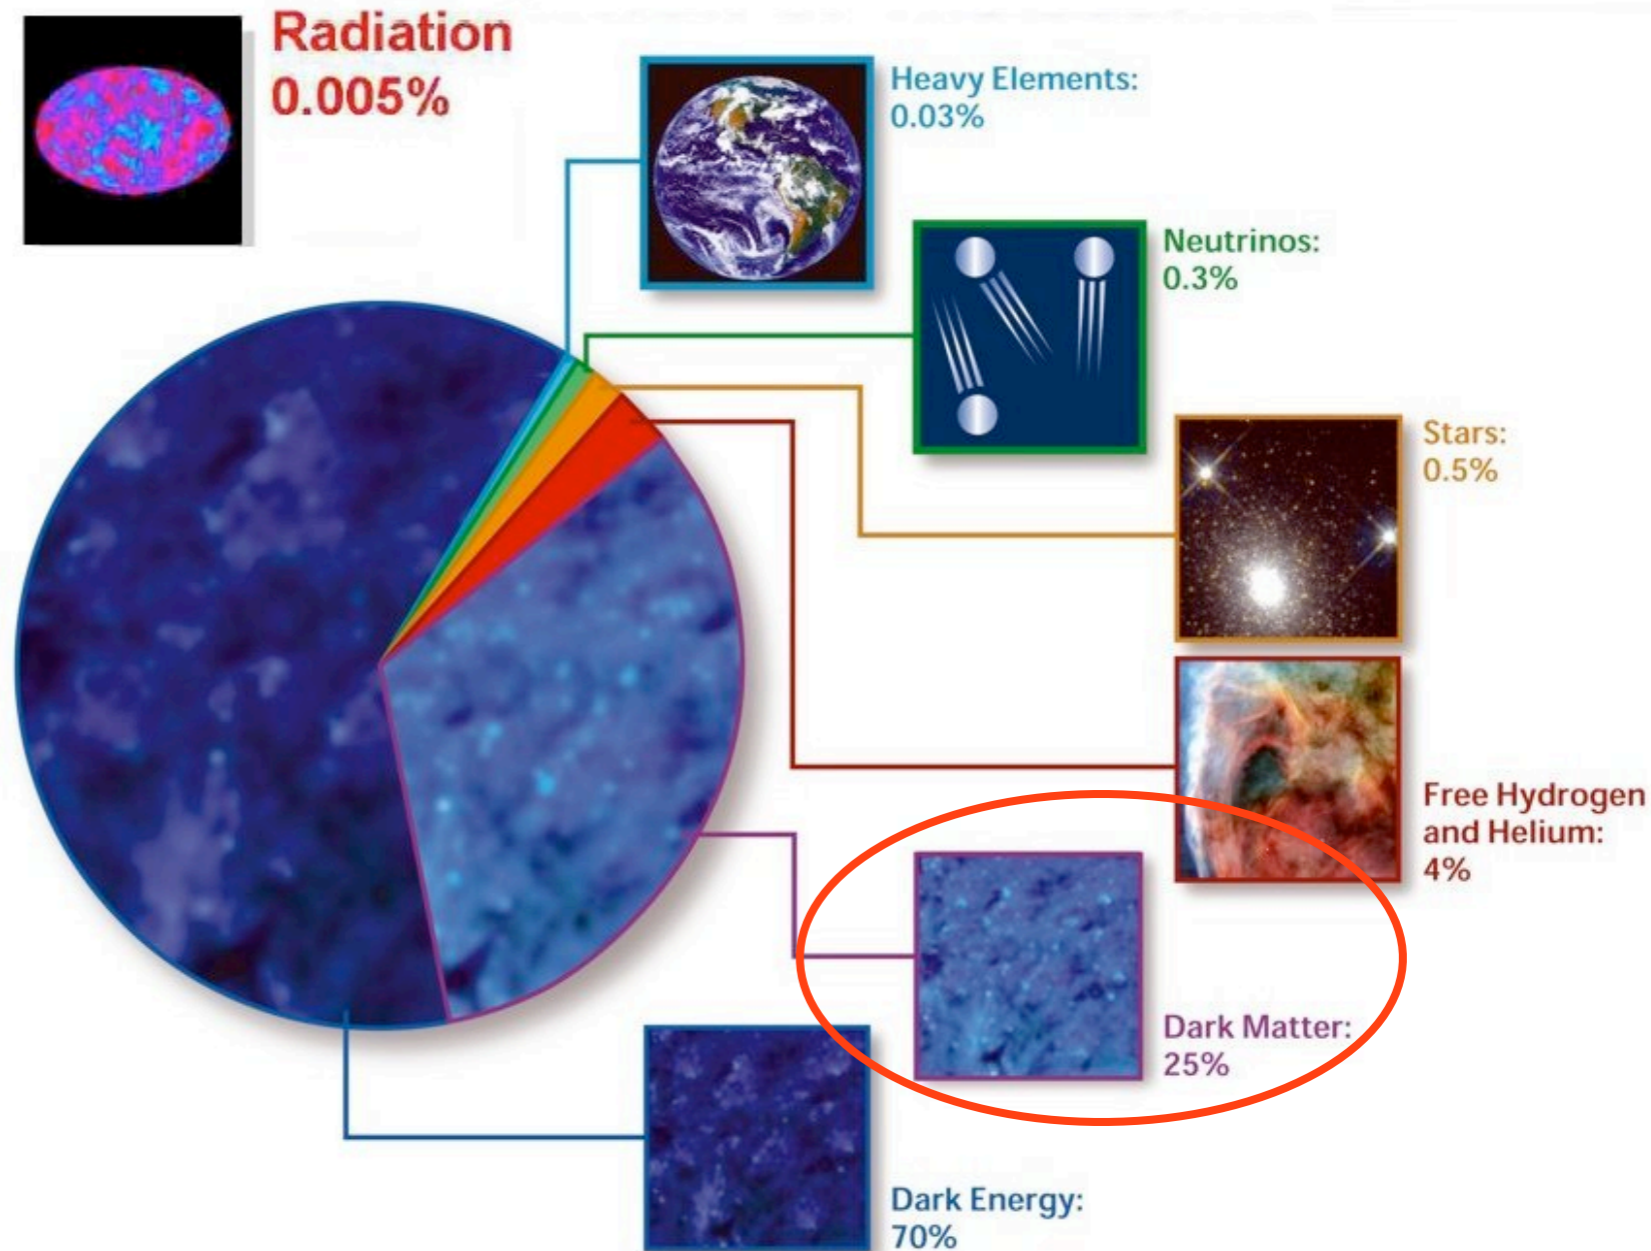 Radiation
0.005%
Heavy Elements:
0.03%
Neutrinos:
0.3%
Stars:
0.5%
Free Hydrogen
and Helium:
4%
Dark Matter:
25%
Dark Energy:
70%